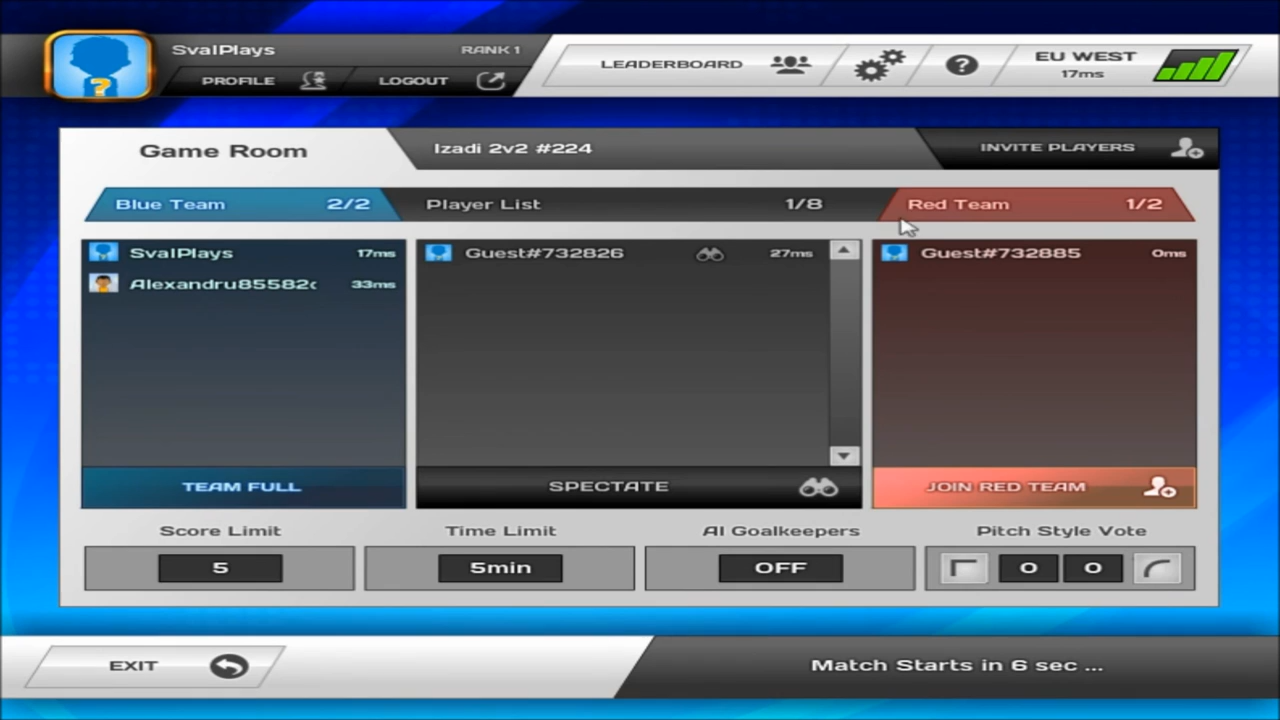 SvalPlays
RANK 1
PROFILE
LOGOUT
LEADERBOARD
?
EU WEST
17ms
Game Room
Izadi 2v2 #224
INVITE PLAYERS
Blue Team 2/2
Player List 1/8
Red Team 1/2
SvalPlays 17ms
Alexandru85582
33ms
Guest#732826 27ms
Guest#732885 0ms
TEAM FULL
SPECTATE
JOIN RED TEAM
Score Limit
Time Limit
AI Goalkeepers
Pitch Style Vote
5
5min
OFF
0 0
EXIT
Match Starts in 6 sec ...